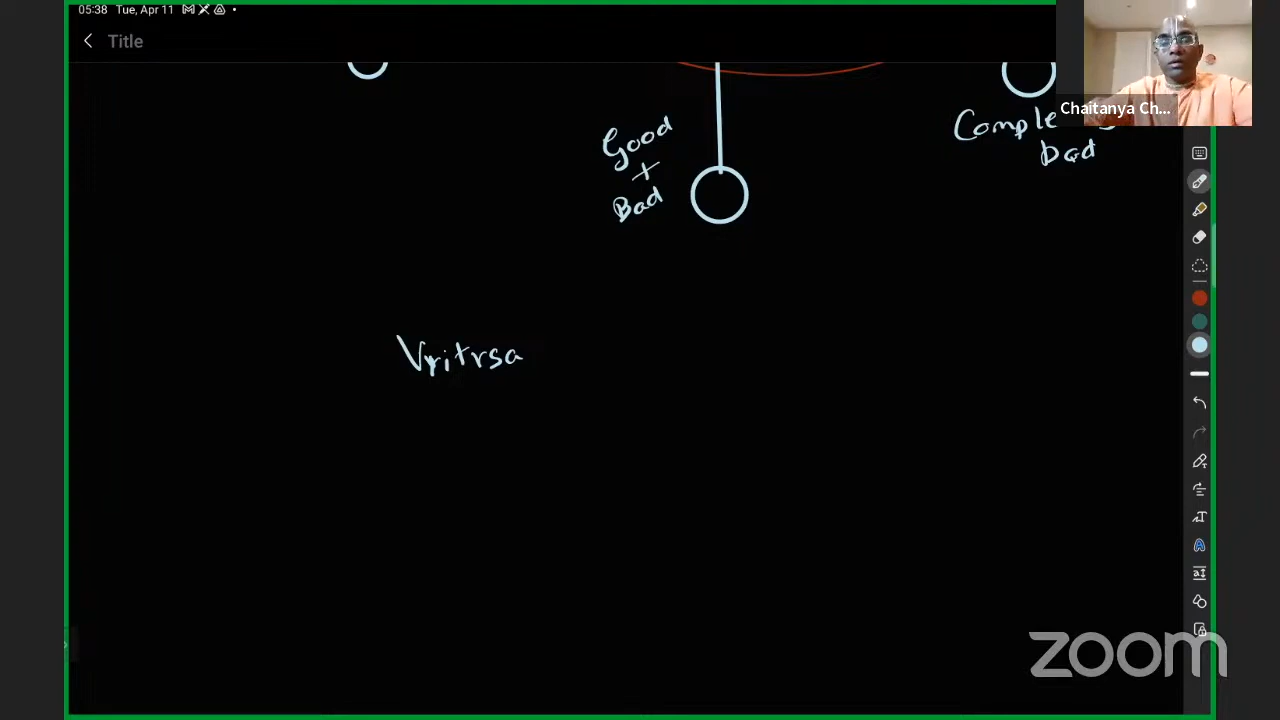 05:38 Tue, Apr 11
Title
Chaitanya Ch...
Good
+
Bad
Comple
bad
Vritrsa
zoom